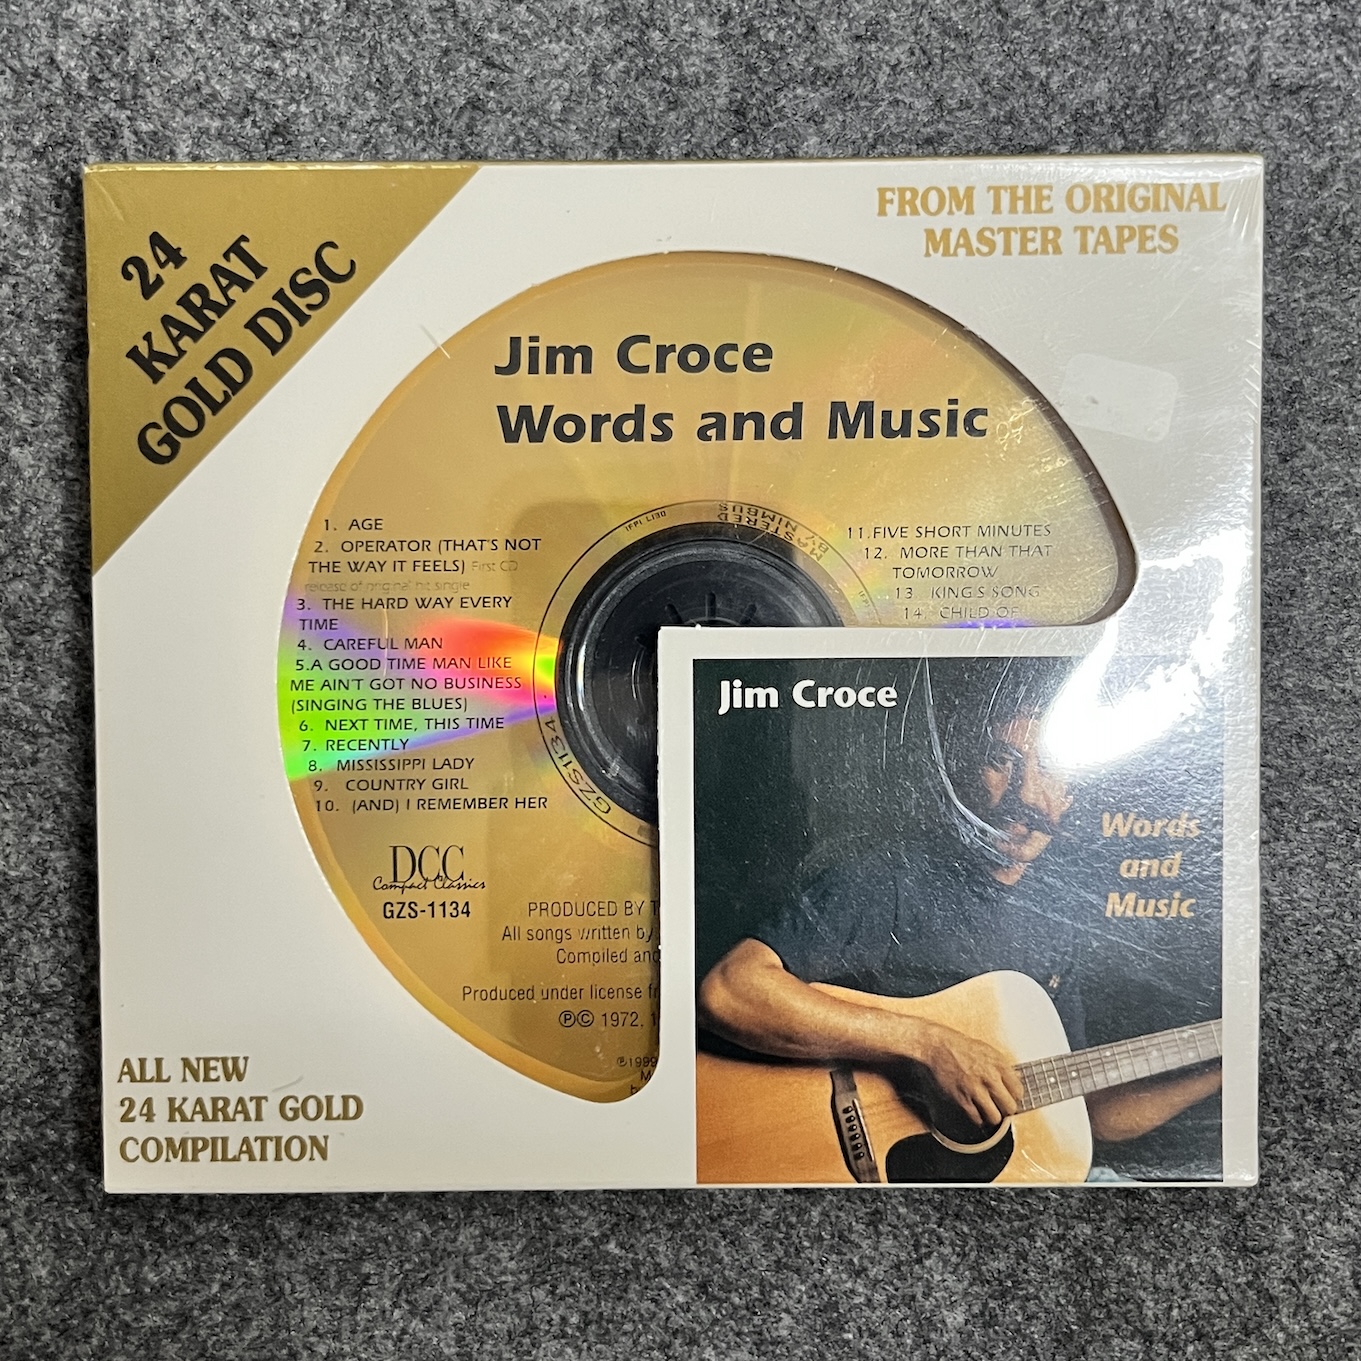 24
KARAT
GOLD DISC
FROM THE ORIGINAL
MASTER TAPES
Jim Croce
Words and Music
1. AGE
2. OPERATOR (THAT'S NOT
THE WAY IT FEELS) First CD
release of original hit single
3. THE HARD WAY EVERY
TIME
4. CAREFUL MAN
5.A GOOD TIME MAN LIKE
ME AIN'T GOT NO BUSINESS
(SINGING THE BLUES)
6. NEXT TIME, THIS TIME
7. RECENTLY
8. MISSISSIPPI LADY
9. COUNTRY GIRL
10. (AND) I REMEMBER HER
11.FIVE SHORT MINUTES
12. MORE THAN THAT
TOMORROW
13 KING'S SONG
14. CHILD OF
IFPI L130
MASTERED
BY NIMBUS
GZS1134
DCC
Compact Classics
GZS-1134
PRODUCED BY T
All songs written by
Compiled and
Produced under license
℗© 1972,
℗1999
Jim Croce
Words
and
Music
ALL NEW
24 KARAT GOLD
COMPILATION